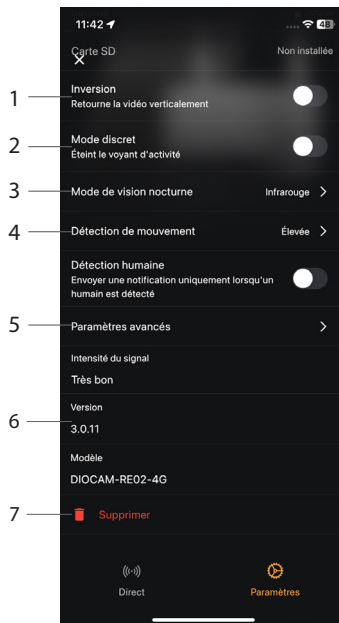 11:42
48
Carte SD Non installée
1
Inversion
Retourne la vidéo verticalement
2
Mode discret
Éteint le voyant d'activité
3
Mode de vision nocturne Infrarouge
4
Détection de mouvement Élevée
Détection humaine
Envoyer une notification uniquement lorsqu'un
humain est détecté
5
Paramètres avancés
Intensité du signal
Très bon
Version
6
3.0.11
Modèle
DIOCAM-RE02-4G
7
Supprimer
Direct Paramètres